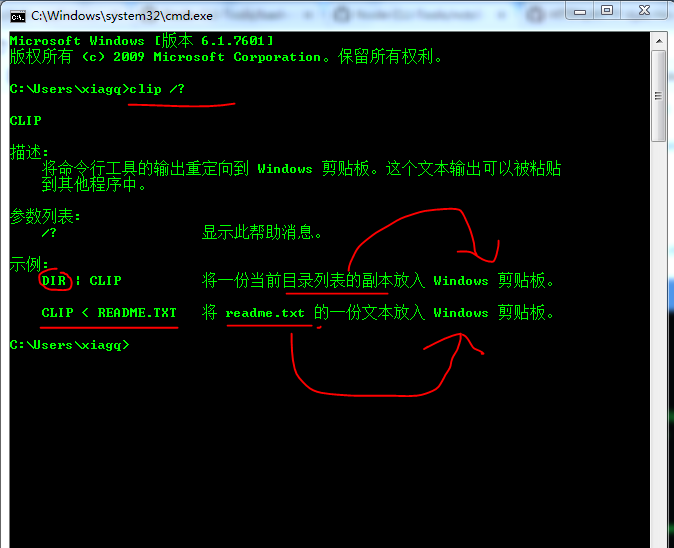 C:\Windows\system32\cmd.exe
Microsoft Windows [版本 6.1.7601]
版权所有 (c) 2009 Microsoft Corporation。保留所有权利。
C:\Users\xiagq>clip /?
CLIP
描述:
将命令行工具的输出重定向到 Windows 剪贴板。这个文本输出可以被粘贴
到其他程序中。
参数列表:
/? 显示此帮助消息。
示例:
DIR | CLIP 将一份当前目录列表的副本放入 Windows 剪贴板。
CLIP < README.TXT 将 readme.txt 的一份文本放入 Windows 剪贴板。
C:\Users\xiagq>